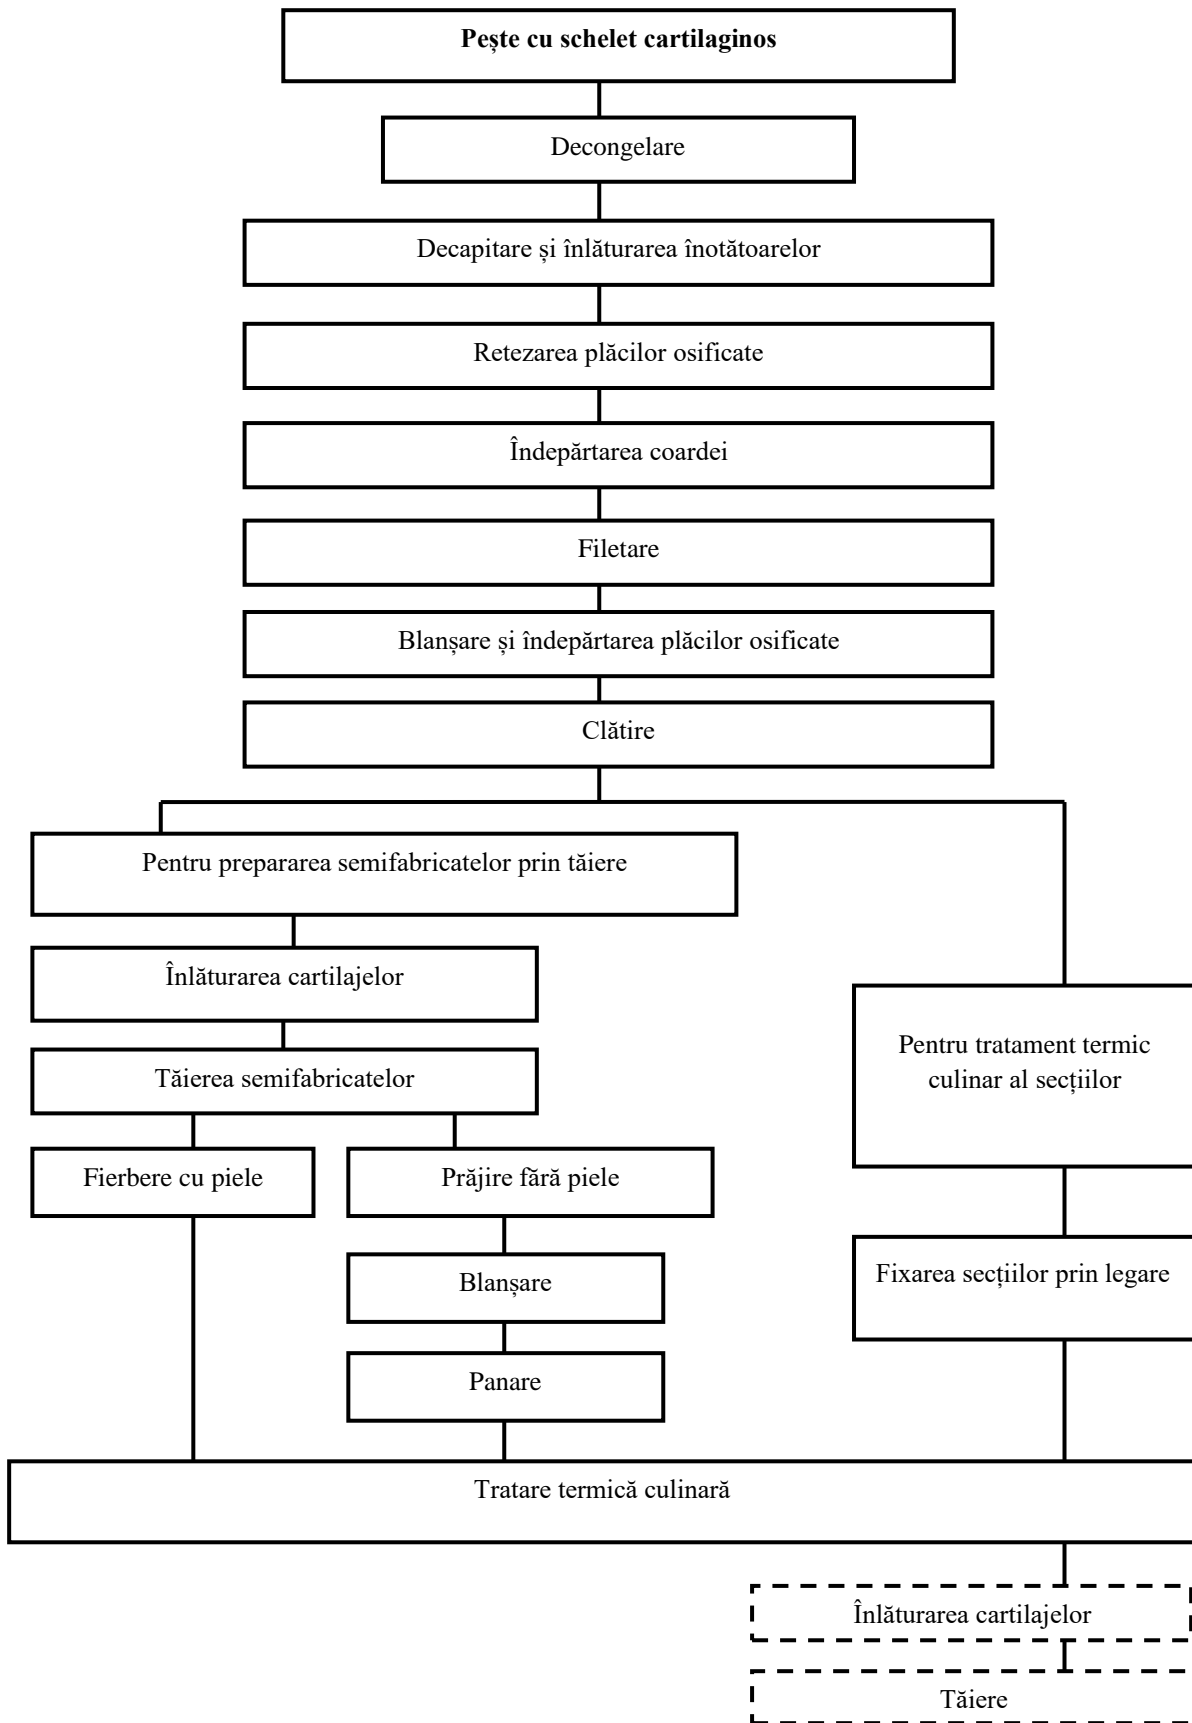 Pește cu schelet cartilaginos
Decongelare
Decapitare și înlăturarea înotătoarelor
Retezarea plăcilor osificate
Îndepărtarea coardei
Filetare
Blanșare și îndepărtarea plăcilor osificate
Clătire
Pentru prepararea semifabricatelor prin tăiere
Înlăturarea cartilajelor
Tăierea semifabricatelor
Fierbere cu piele
Prăjire fără piele
Blanșare
Panare
Pentru tratament termic
culinar al secțiilor
Fixarea secțiilor prin legare
Tratare termică culinară
Înlăturarea cartilajelor
Tăiere